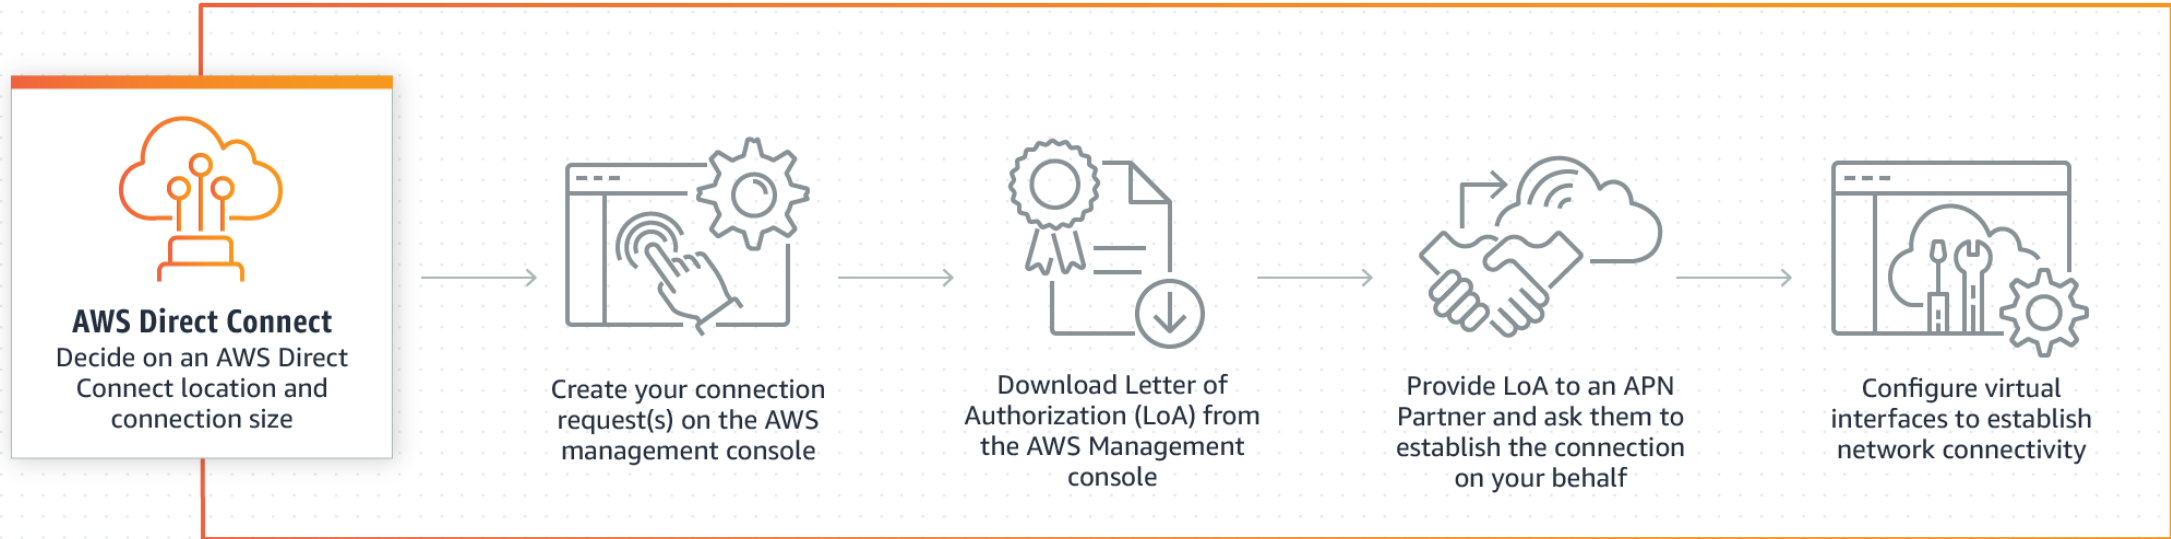 AWS Direct Connect
Decide on an AWS Direct
Connect location and
connection size
Create your connection
request(s) on the AWS
management console
Download Letter of
Authorization (LoA) from
the AWS Management
console
Provide LoA to an APN
Partner and ask them to
establish the connection
on your behalf
Configure virtual
interfaces to establish
network connectivity